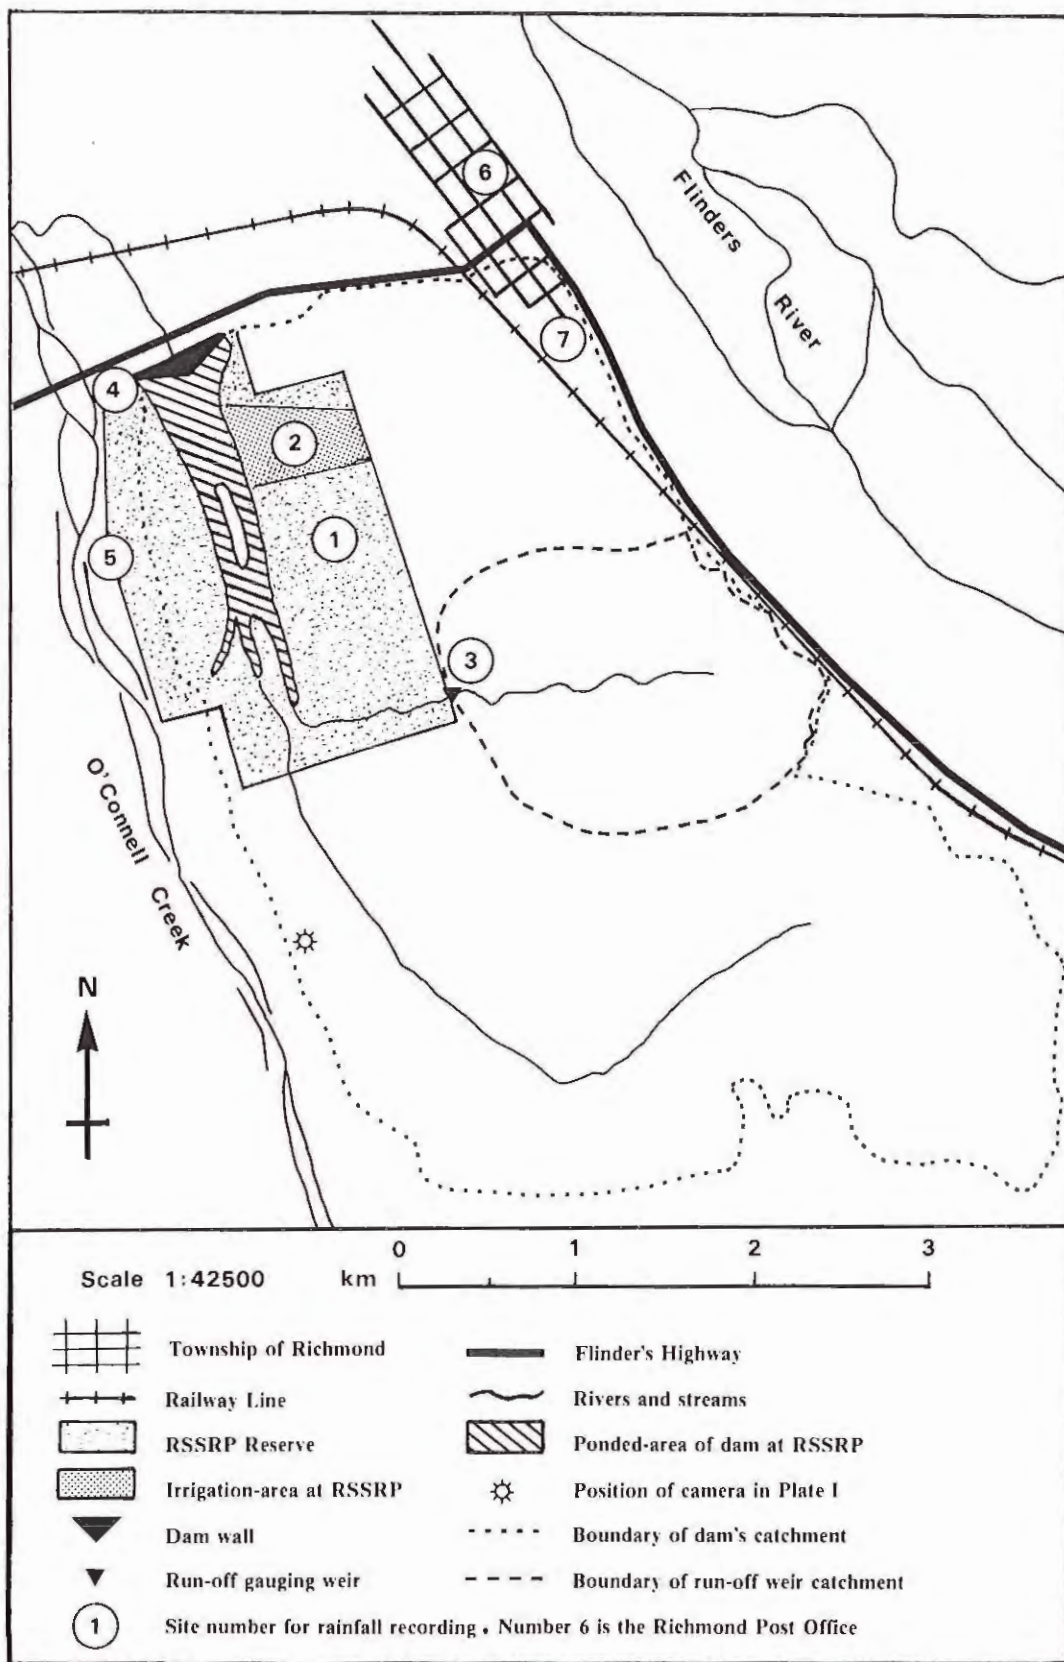 6
Flinders
River
7
4
2
1
5
3
O'Connell
Creek
N
0 1 2 3
Scale 1:42500 km
Township of Richmond
Flinder's Highway
Railway Line
Rivers and streams
RSSRP Reserve
Ponded-area of dam at RSSRP
Irrigation-area at RSSRP
Position of camera in Plate I
Dam wall
Boundary of dam's catchment
Run-off gauging weir
Boundary of run-off weir catchment
1 Site number for rainfall recording. Number 6 is the Richmond Post Office